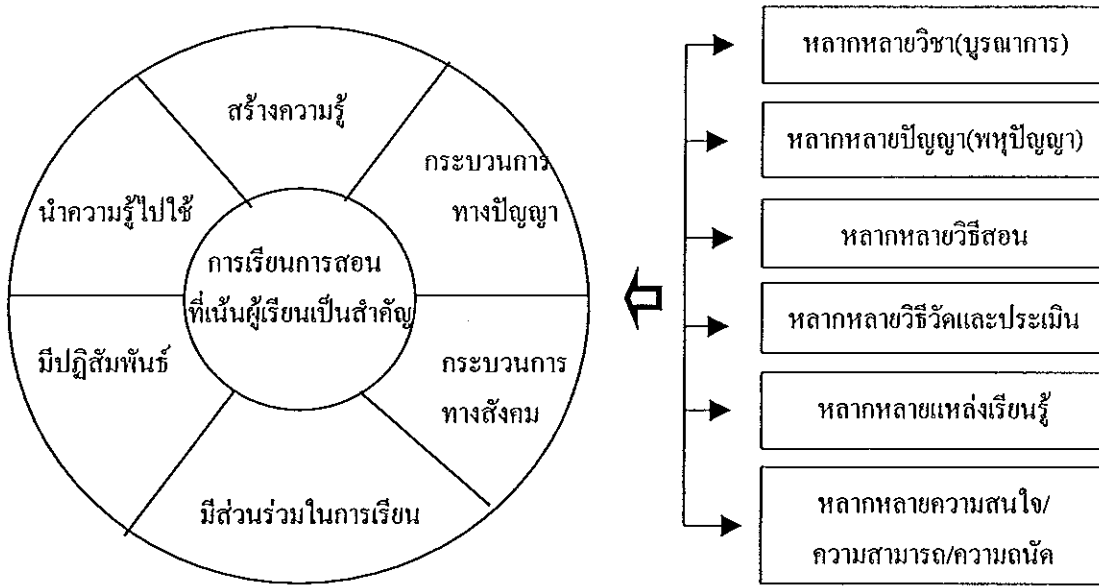 สร้างความรู้
กระบวนการ
ทางปัญญา
นำความรู้ไปใช้
การเรียนการสอน
ที่เน้นผู้เรียนเป็นสำคัญ
มีปฏิสัมพันธ์
กระบวนการ
ทางสังคม
มีส่วนร่วมในการเรียน
หลากหลายวิชา(บูรณาการ)
หลากหลายปัญญา(พหุปัญญา)
หลากหลายวิธีสอน
หลากหลายวิธีวัดและประเมิน
หลากหลายแหล่งเรียนรู้
หลากหลายความสนใจ/
ความสามารถ/ความถนัด